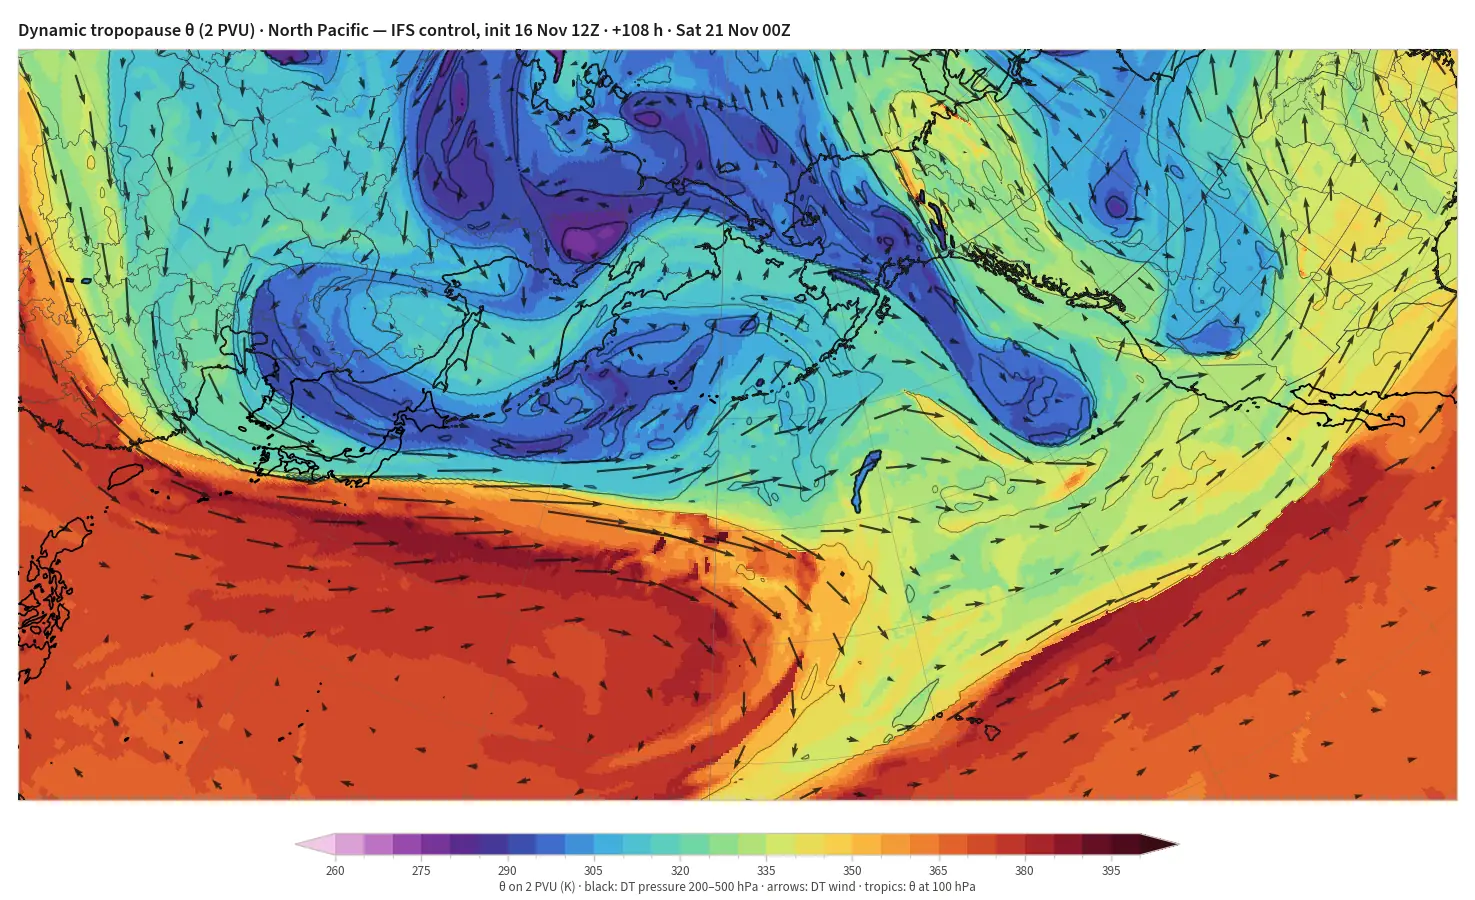 Dynamic tropopause θ (2 PVU) · North Pacific — IFS control, init 16 Nov 12Z · +108 h · Sat 21 Nov 00Z
260 275 290 305 320 335 350 365 380 395
θ on 2 PVU (K) · black: DT pressure 200–500 hPa · arrows: DT wind · tropics: θ at 100 hPa